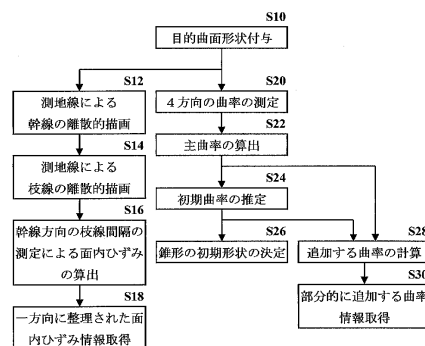 S10
目的曲面形状付与
S12
測地線による
幹線の離散的描画
S14
測地線による
枝線の離散的描画
S16
幹線方向の枝線間隔の
測定による面内ひずみ
の算出
S18
一方向に整理された面
内ひずみ情報取得
S20
4方向の曲率の測定
S22
主曲率の算出
S24
初期曲率の推定
S26
錐形の初期形状の決定
S28
追加する曲率の計算
S30
部分的に追加する曲率
情報取得